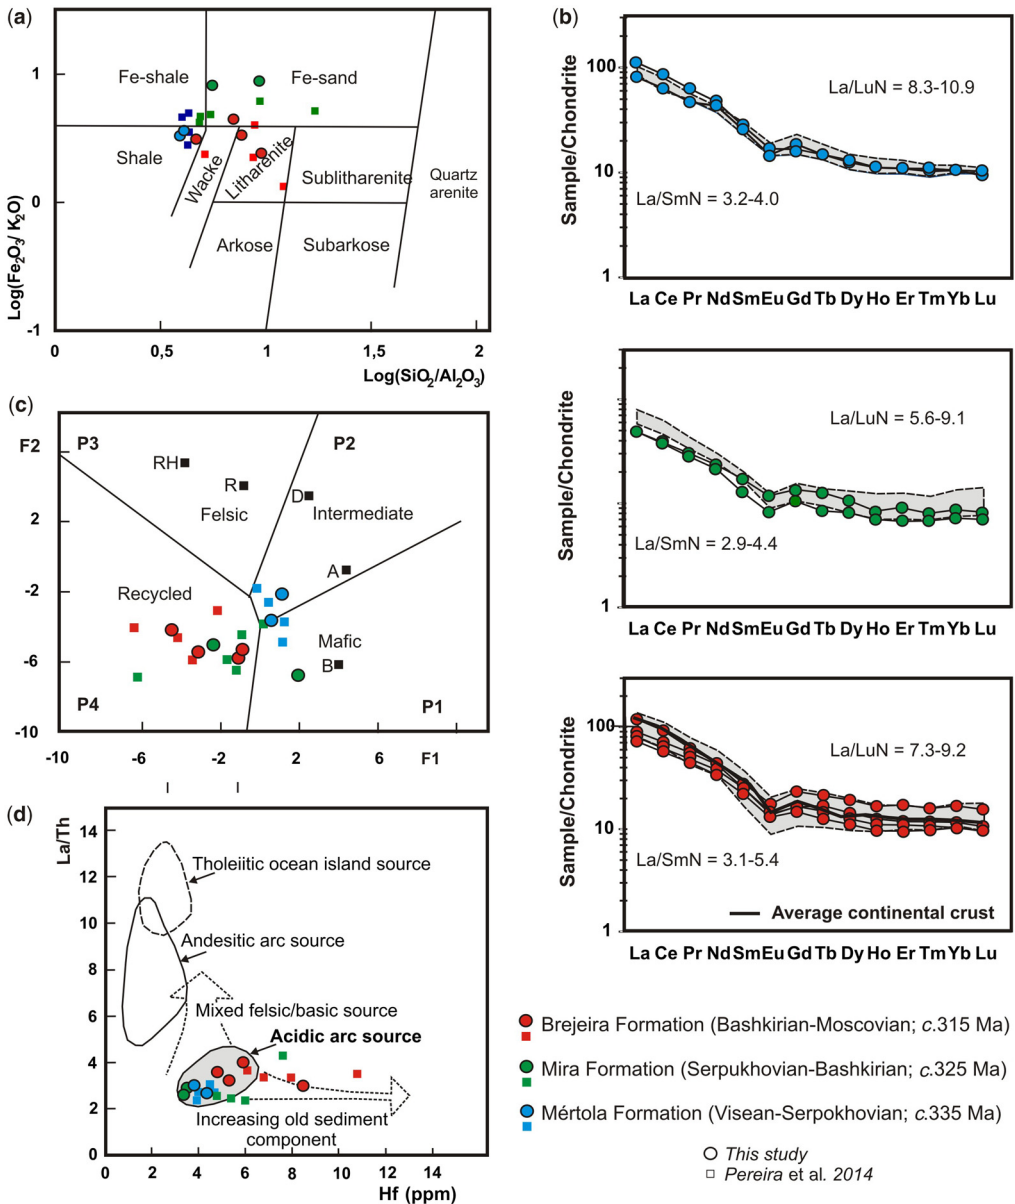 (a)
1
0
-1
Log(Fe2O3/ K2O)
Fe-shale
Fe-sand
Shale
Wacke
Litharenite
Sublitharenite
Quartz
arenite
Arkose
Subarkose
0
0,5
1
1,5
2
Log(SiO2/Al2O3)
(b)
Sample/Chondrite
100
10
1
La/LuN = 8.3-10.9
La/SmN = 3.2-4.0
La Ce Pr Nd Sm Eu Gd Tb Dy Ho Er Tm Yb Lu
Sample/Chondrite
1
La/LuN = 5.6-9.1
La/SmN = 2.9-4.4
La Ce Pr Nd Sm Eu Gd Tb Dy Ho Er Tm Yb Lu
Sample/Chondrite
100
10
1
La/LuN = 7.3-9.2
La/SmN = 3.1-5.4
Average continental crust
La Ce Pr Nd Sm Eu Gd Tb Dy Ho Er Tm Yb Lu
(c)
F2
P3
P2
RH
R
D
Felsic
Intermediate
2
A
-2
Recycled
Mafic
B
-6
P4
P1
-10
-10
-6
-2
2
6
F1
(d)
La/Th
14
12
10
8
6
4
2
0
Tholeiitic ocean island source
Andesitic arc source
Mixed felsic/basic source
Acidic arc source
Increasing old sediment
component
0
2
4
6
8
10
12
14
Hf (ppm)
Brejeira Formation (Bashkirian-Moscovian; c.315 Ma)
Mira Formation (Serpukhovian-Bashkirian; c.325 Ma)
Mértola Formation (Visean-Serpokhovian; c.335 Ma)
This study
Pereira et al. 2014